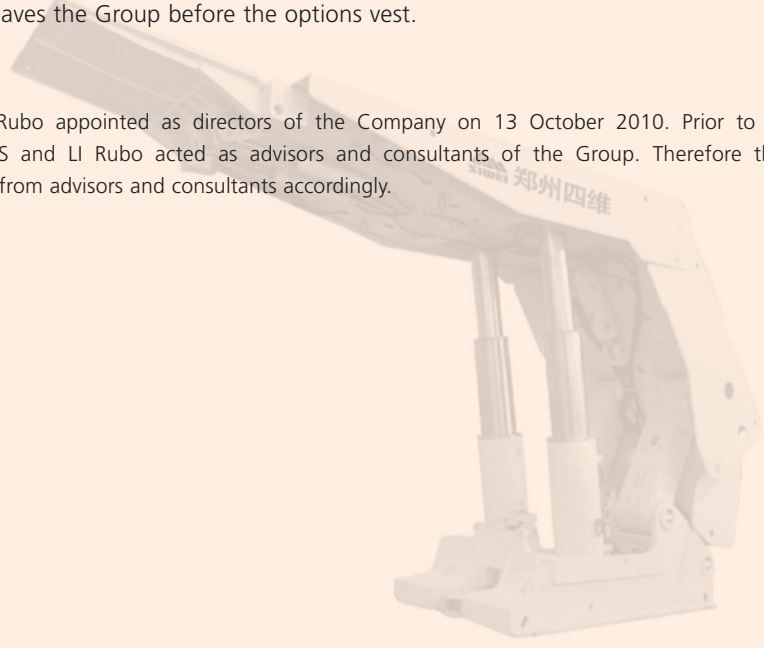 aves the Group before the options vest.
Rubo appointed as directors of the Company on 13 October 2010. Prior to
S and LI Rubo acted as advisors and consultants of the Group. Therefore th
from advisors and consultants accordingly.
SIWEI 郑州四维